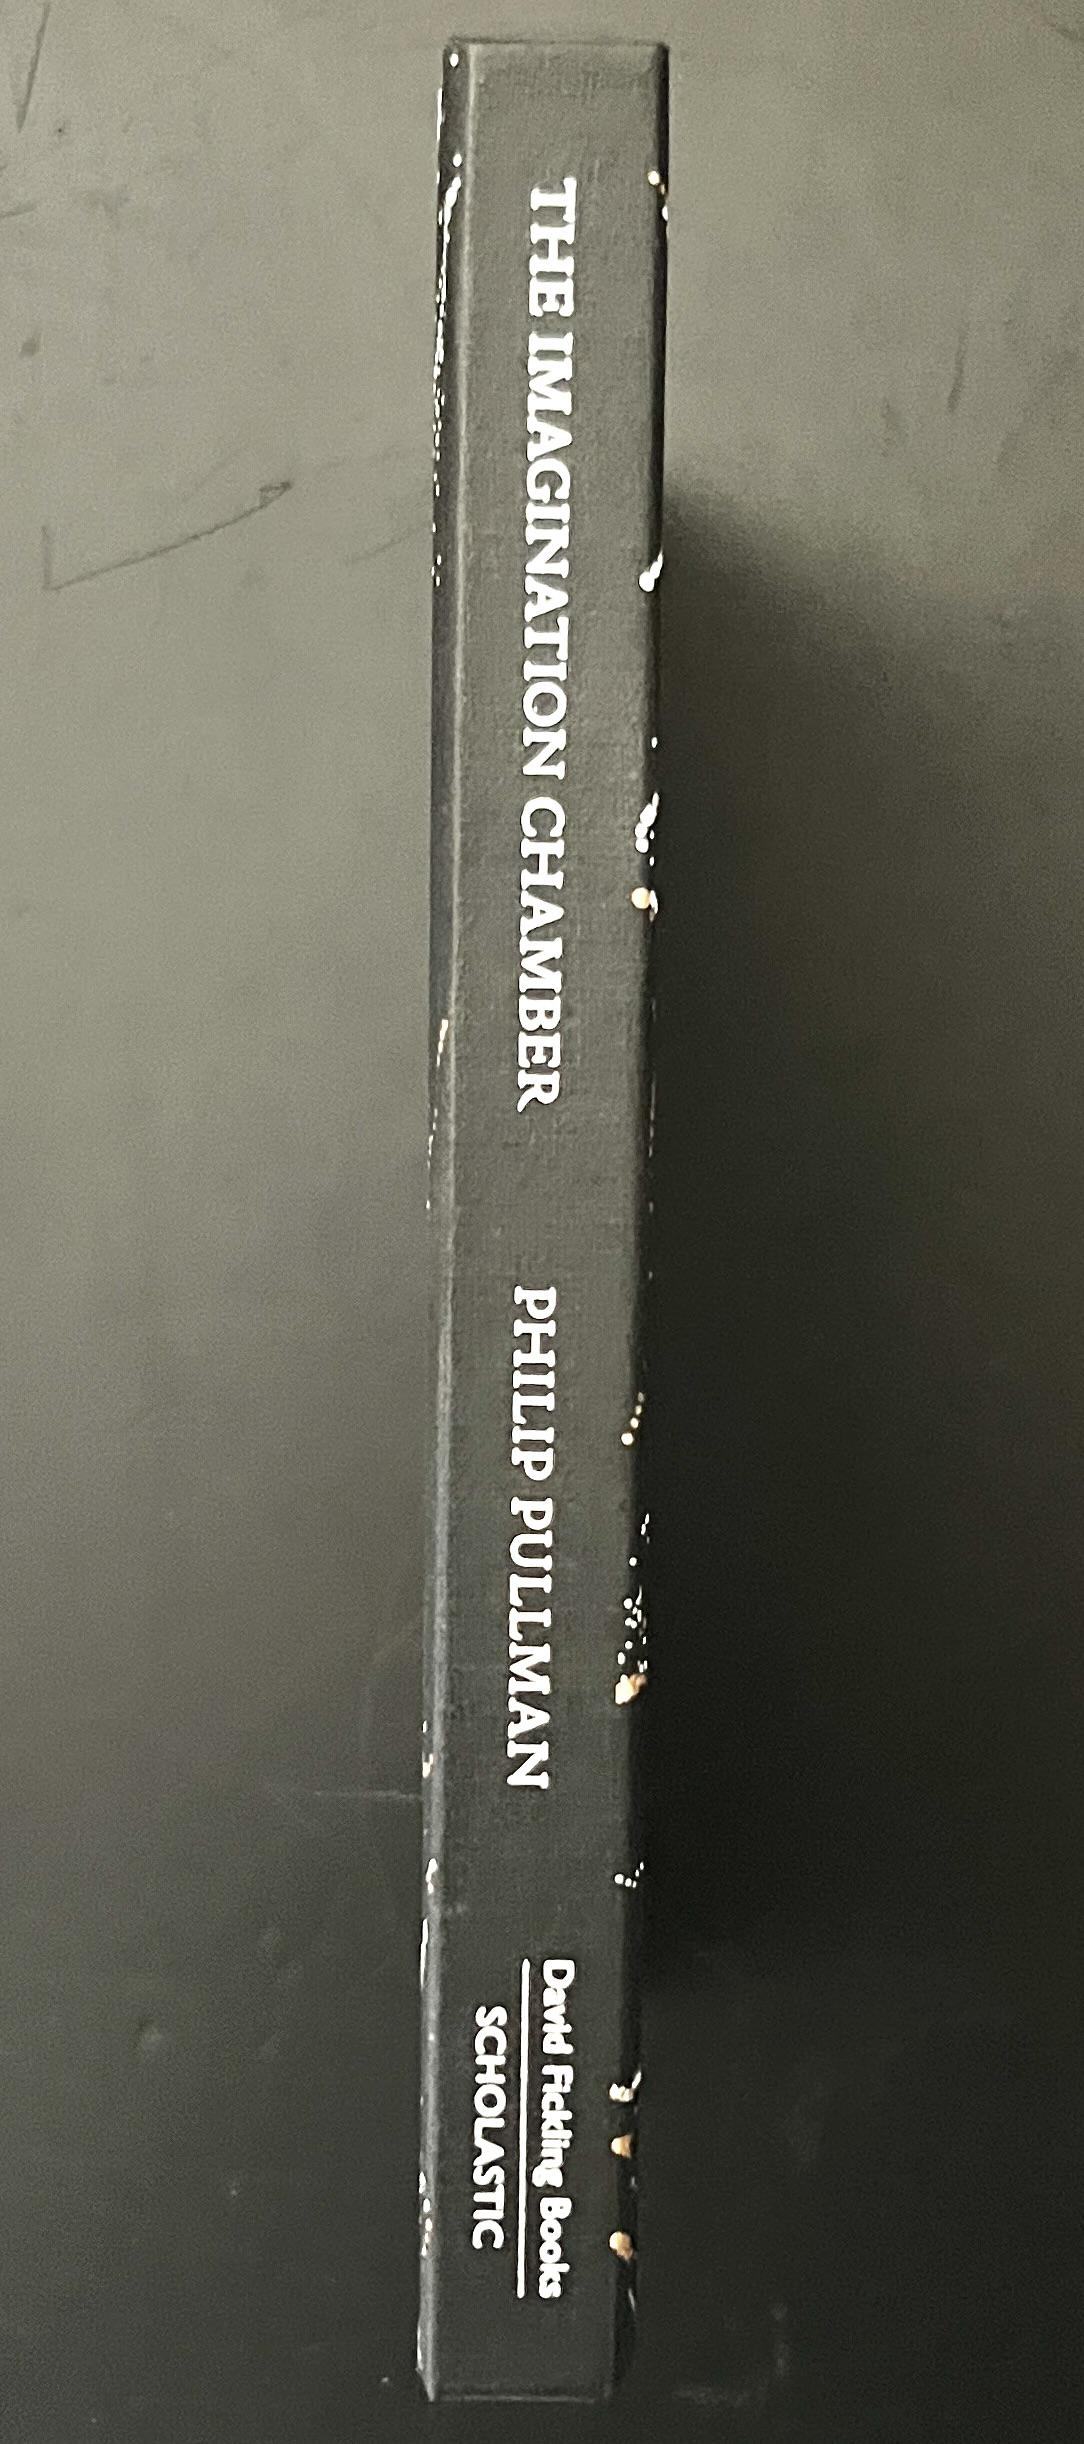 THE IMAGINATION CHAMBER
PHILIP PULLMAN
David Fickling Books
SCHOLASTIC